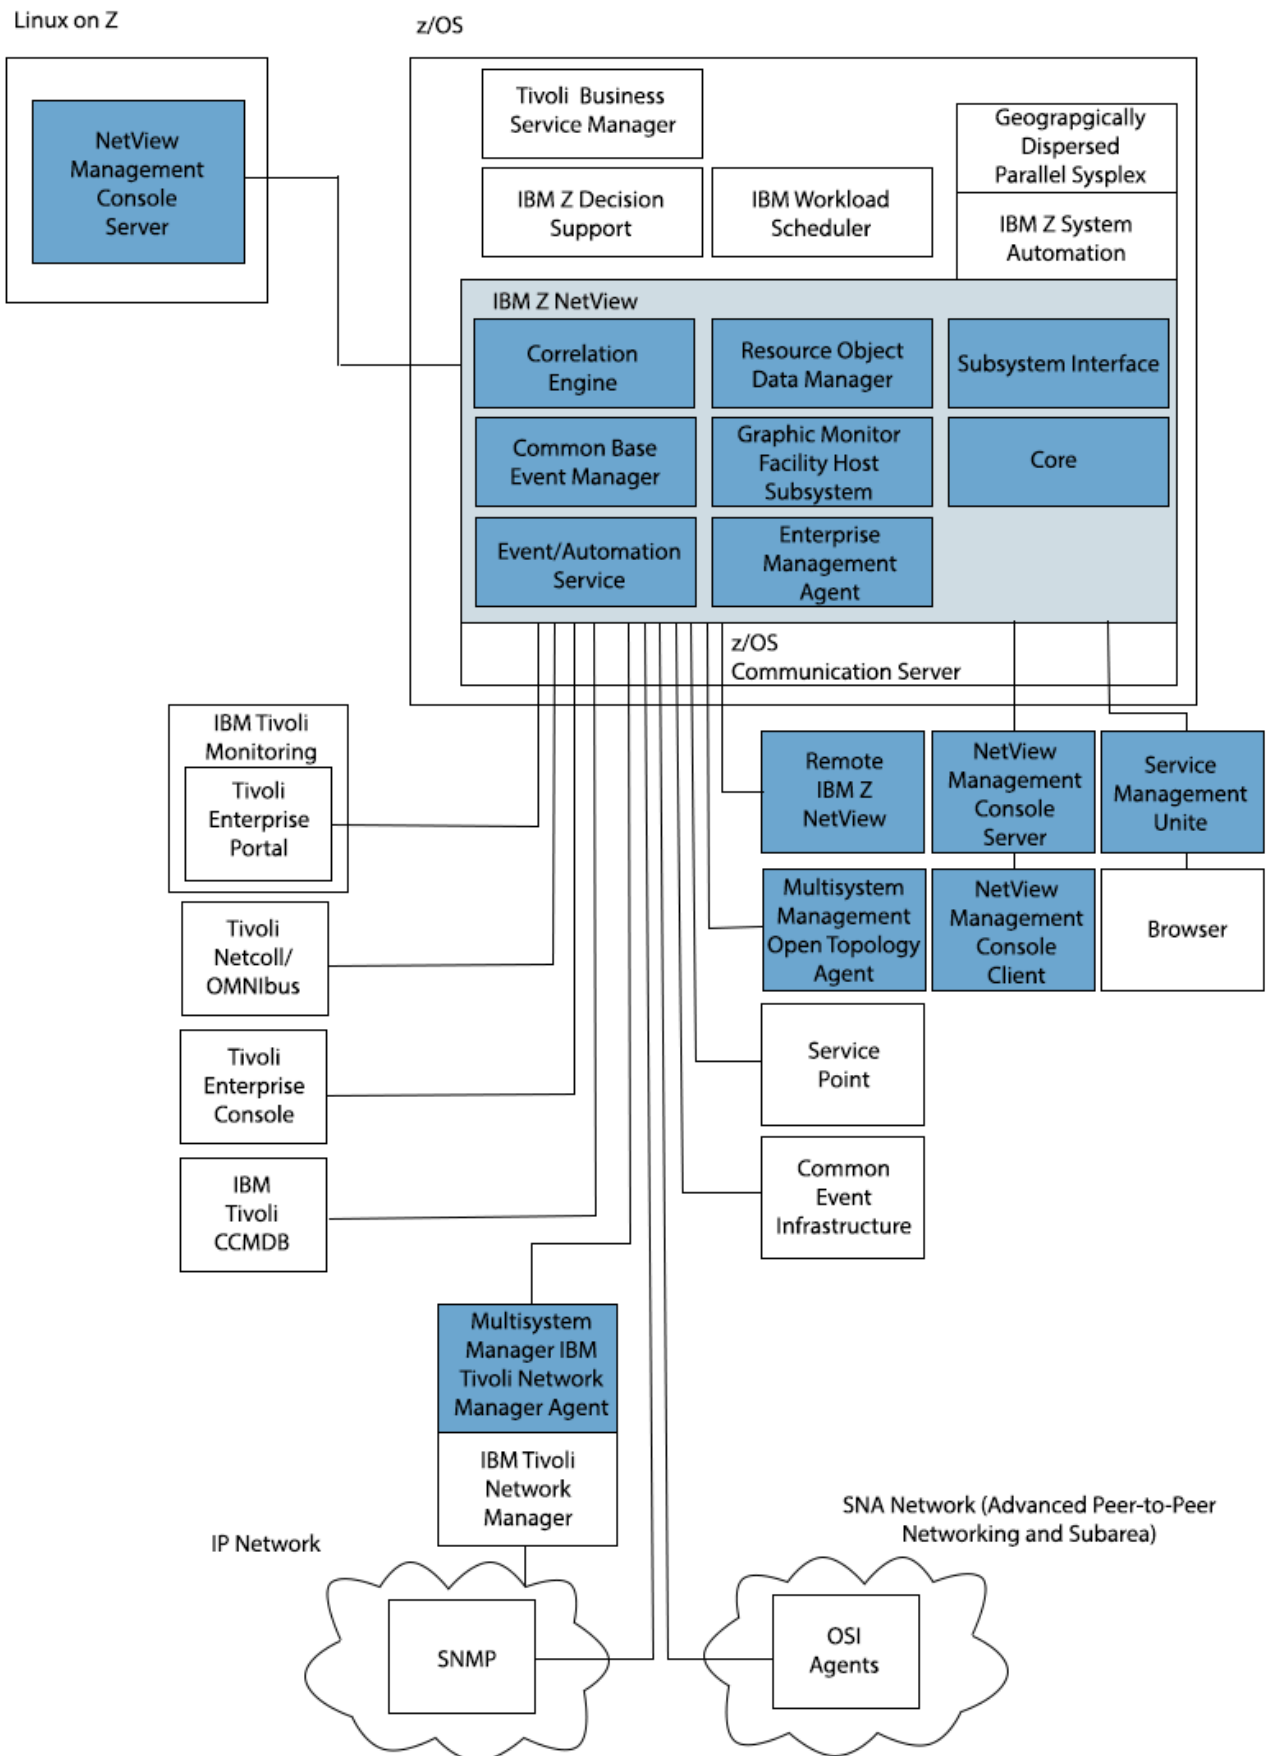 Linux on Z
z/OS
NetView
Management
Console
Server
Tivoli Business
Service Manager
Geograpgically
Dispersed
Parallel Sysplex
IBM Z Decision
Support
IBM Workload
Scheduler
IBM Z System
Automation
IBM Z NetView
Correlation
Engine
Resource Object
Data Manager
Subsystem Interface
Common Base
Event Manager
Graphic Monitor
Facility Host
Subsystem
Core
Event/Automation
Service
Enterprise
Management
Agent
z/OS
Communication Server
IBM Tivoli
Monitoring
Tivoli
Enterprise
Portal
Remote
IBM Z
NetView
NetView
Management
Console
Server
Service
Management
Unite
Tivoli
Netcoll/
OMNIbus
Multisystem
Management
Open Topology
Agent
NetView
Management
Console
Client
Browser
Tivoli
Enterprise
Console
Service
Point
IBM
Tivoli
CCMDB
Common
Event
Infrastructure
Multisystem
Manager IBM
Tivoli Network
Manager Agent
IBM Tivoli
Network
Manager
IP Network
SNA Network (Advanced Peer-to-Peer
Networking and Subarea)
SNMP
OSI
Agents